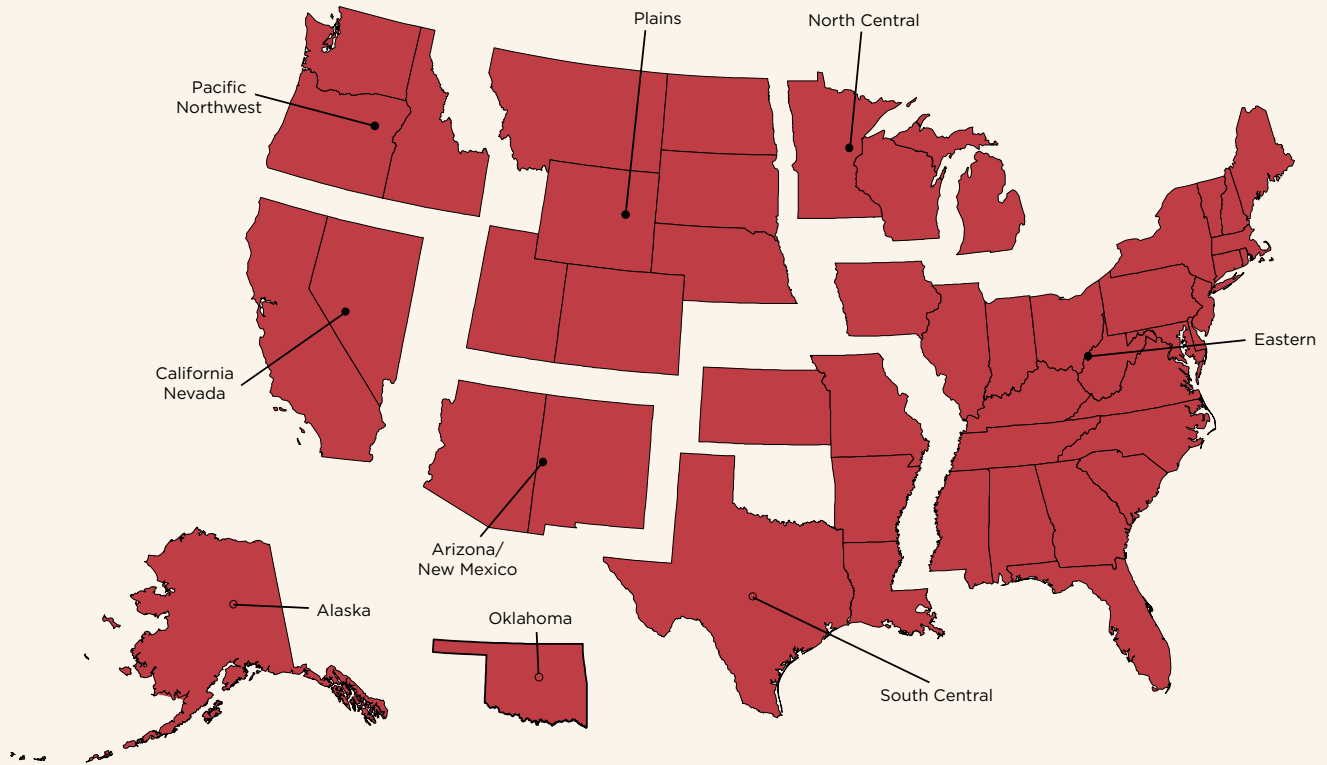 Plains
North Central
Pacific
Northwest
Eastern
California
Nevada
Arizona/
New Mexico
Alaska
Oklahoma
South Central